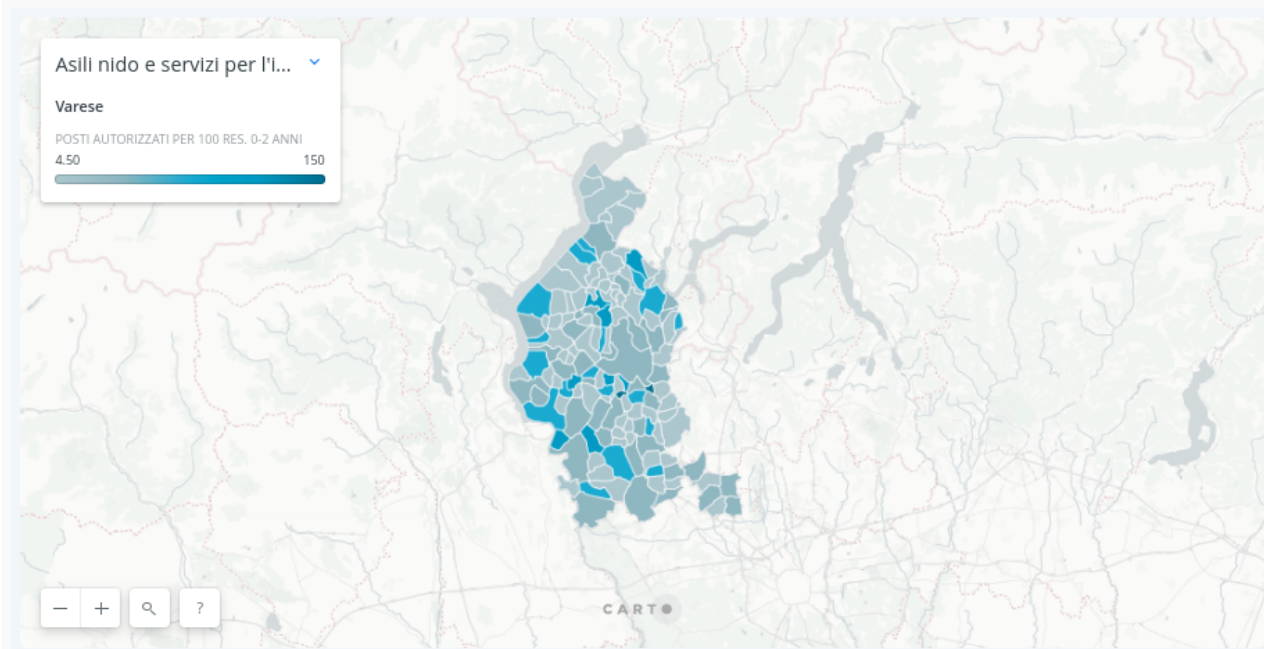 Asili nido e servizi per l'i...
Varese
POSTI AUTORIZZATI PER 100 RES. 0-2 ANNI
4.50 150
− + ?
CARTO